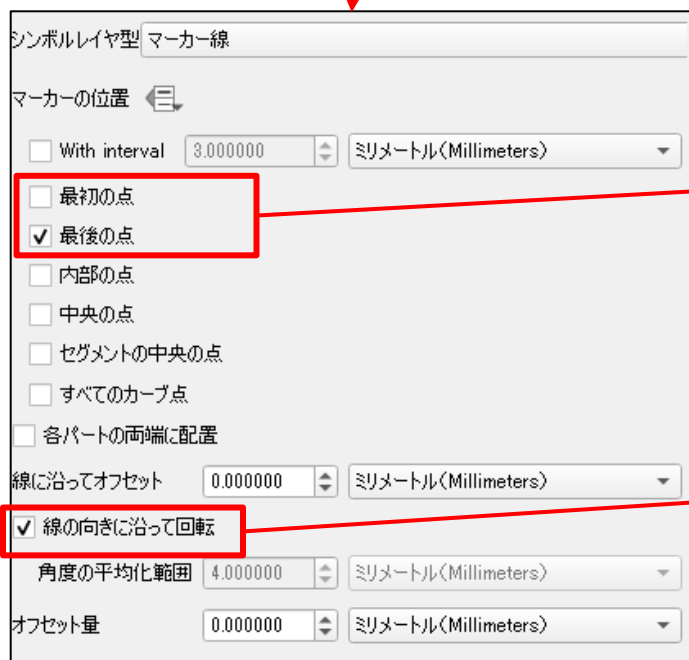 シンボルレイヤ型 マーカー線
マーカーの位置
With interval 3.000000 ミリメートル(Millimeters)
最初の点
最後の点
内部の点
中央の点
セグメントの中央の点
すべてのカーブ点
各パートの両端に配置
線に沿ってオフセット 0.000000 ミリメートル(Millimeters)
線の向きに沿って回転
角度の平均化範囲 4.000000 ミリメートル(Millimeters)
オフセット量 0.000000 ミリメートル(Millimeters)